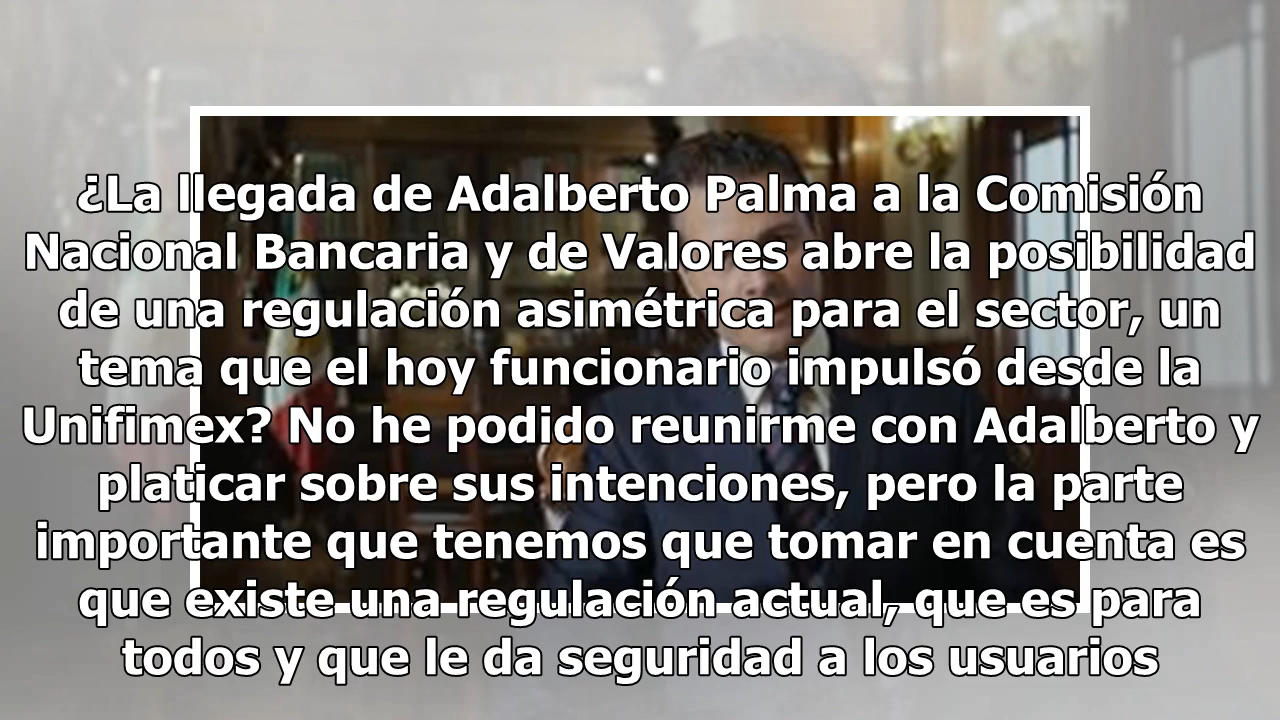 ¿La llegada de Adalberto Palma a la Comisión
Nacional Bancaria y de Valores abre la posibilidad
de una regulación asimétrica para el sector, un
tema que el hoy funcionario impulsó desde la
Unifimex? No he podido reunirme con Adalberto y
platicar sobre sus intenciones, pero la parte
importante que tenemos que tomar en cuenta es
que existe una regulación actual, que es para
todos y que le da seguridad a los usuarios